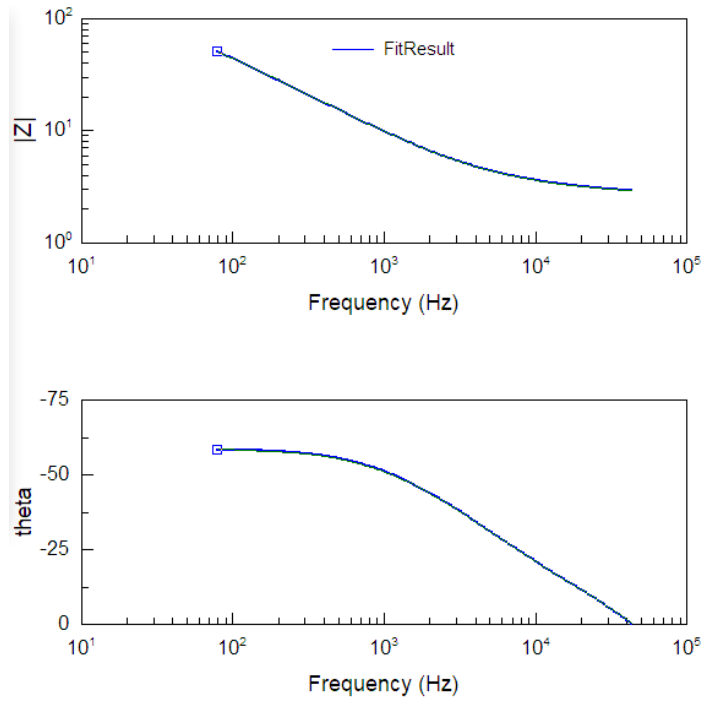 10²
FitResult
|Z|
10¹
10⁰
10¹ 10² 10³ 10⁴ 10⁵
Frequency (Hz)
-75
-50
theta
-25
0
10¹ 10² 10³ 10⁴ 10⁵
Frequency (Hz)